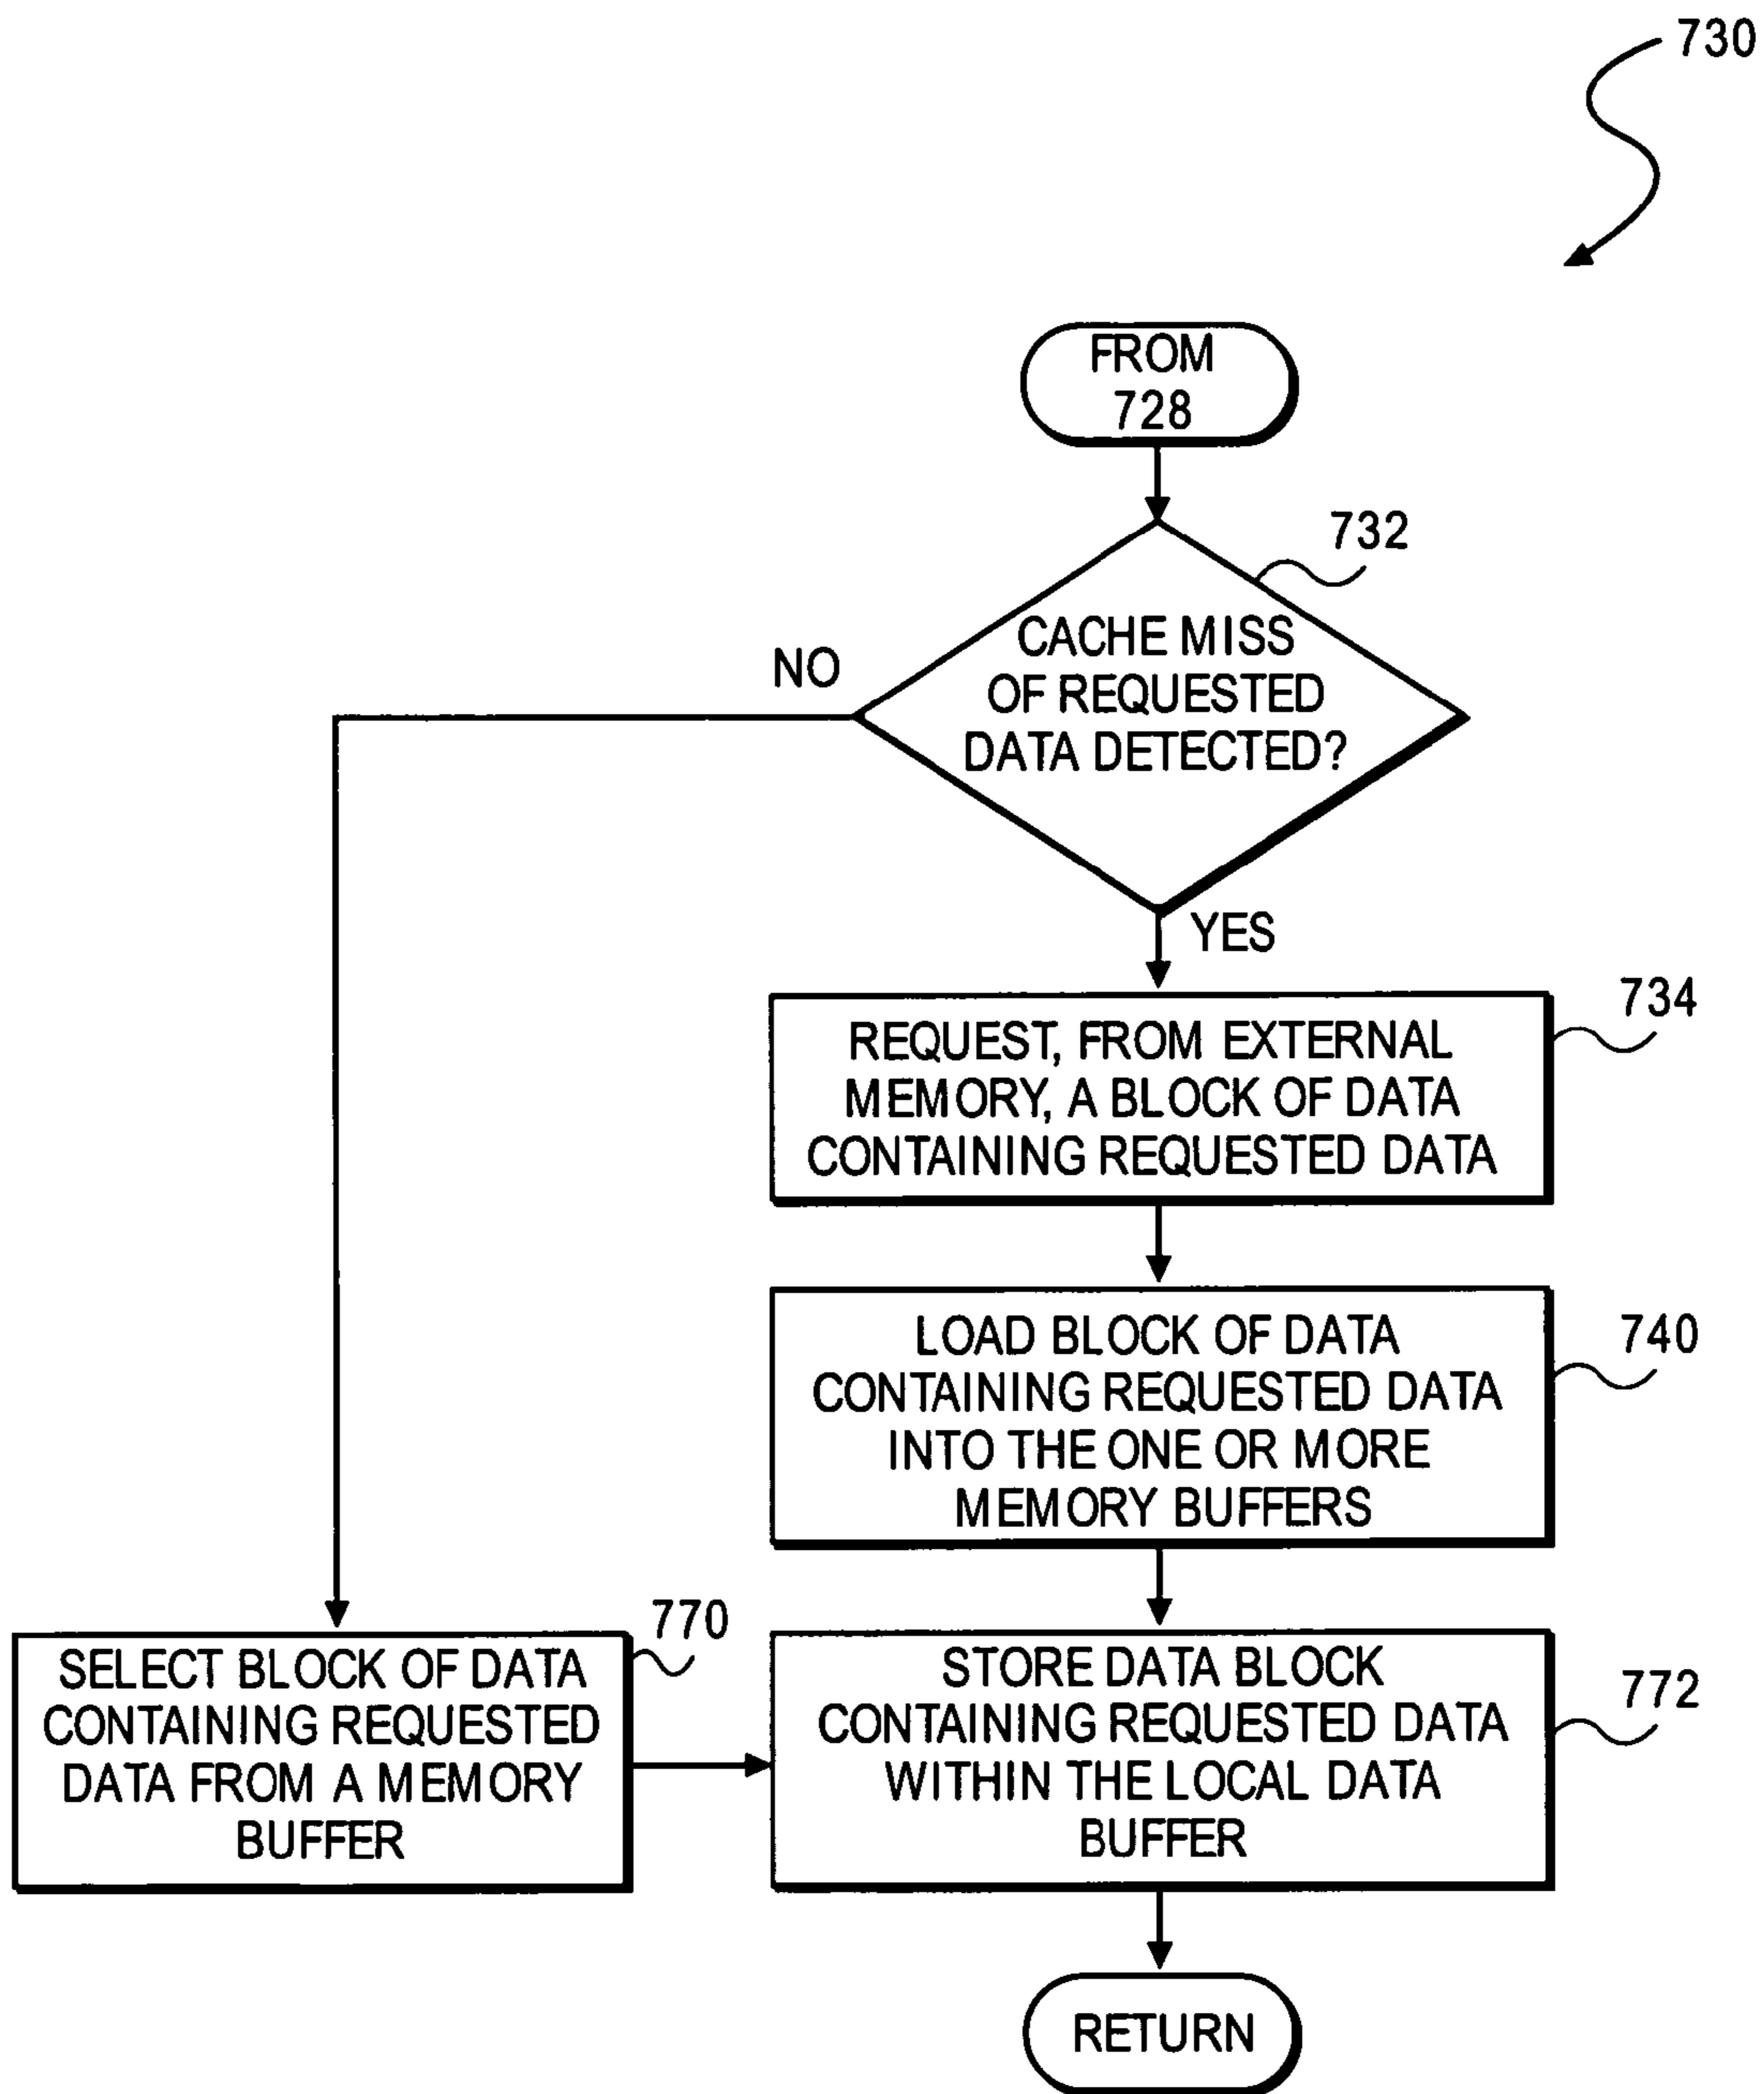 730
FROM
728
732
CACHE MISS
OF REQUESTED
DATA DETECTED?
NO
YES
734
REQUEST, FROM EXTERNAL
MEMORY, A BLOCK OF DATA
CONTAINING REQUESTED DATA
740
LOAD BLOCK OF DATA
CONTAINING REQUESTED DATA
INTO THE ONE OR MORE
MEMORY BUFFERS
770
SELECT BLOCK OF DATA
CONTAINING REQUESTED
DATA FROM A MEMORY
BUFFER
772
STORE DATA BLOCK
CONTAINING REQUESTED DATA
WITHIN THE LOCAL DATA
BUFFER
RETURN